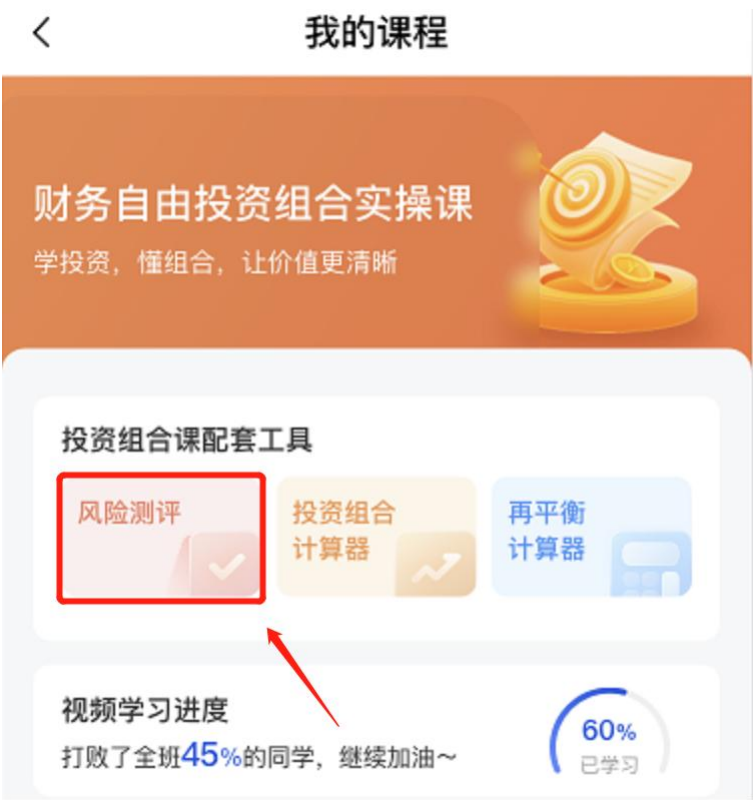 我的课程
财务自由投资组合实操课
学投资，懂组合，让价值更清晰
投资组合课配套工具
风险测评
投资组合
计算器
再平衡
计算器
视频学习进度
打败了全班45%的同学，继续加油～
60%
已学习